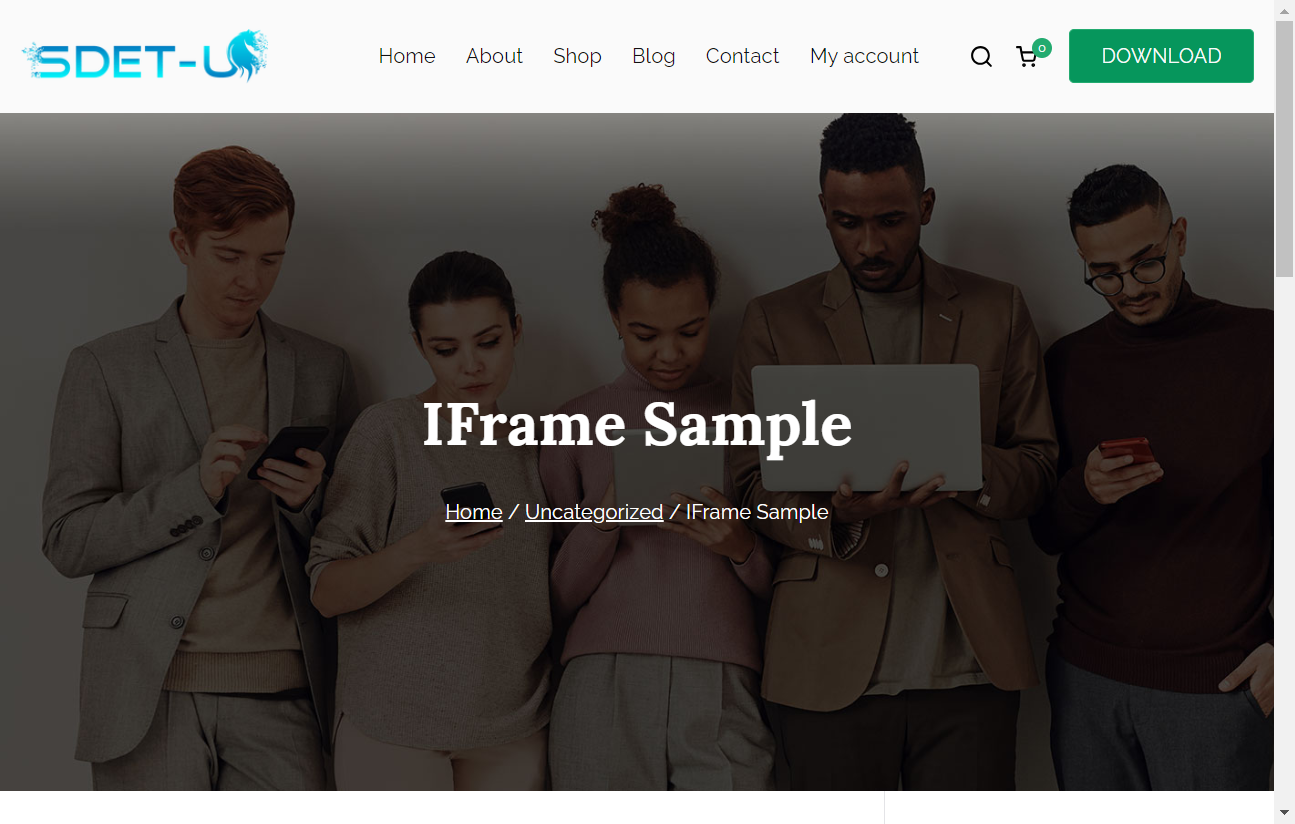 SDET-U
Home About Shop Blog Contact My account 0 DOWNLOAD
IFrame Sample
Home / Uncategorized / IFrame Sample